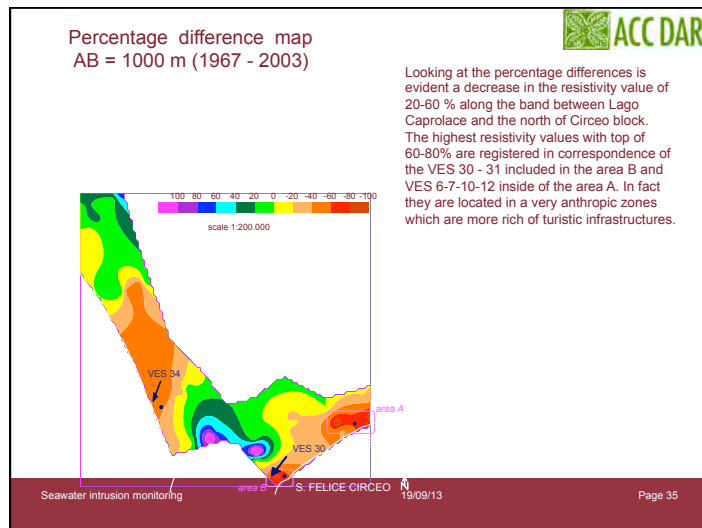 Percentage difference map
AB = 1000 m (1967 - 2003)
ACC DAR
Looking at the percentage differences is
evident a decrease in the resistivity value of
20-60 % along the band between Lago
Caprolace and the north of Circeo block.
The highest resistivity values with top of
60-80% are registered in correspondence of
the VES 30 - 31 included in the area B and
VES 6-7-10-12 inside of the area A. In fact
they are located in a very anthropic zones
which are more rich of turistic infrastructures.
100 80 60 40 20 0 -20 -40 -60 -80 -100
scale 1:200.000
VES 34
area A
VES 30
area B
S. FELICE CIRCEO
N
Seawater intrusion monitoring
19/09/13
Page 35